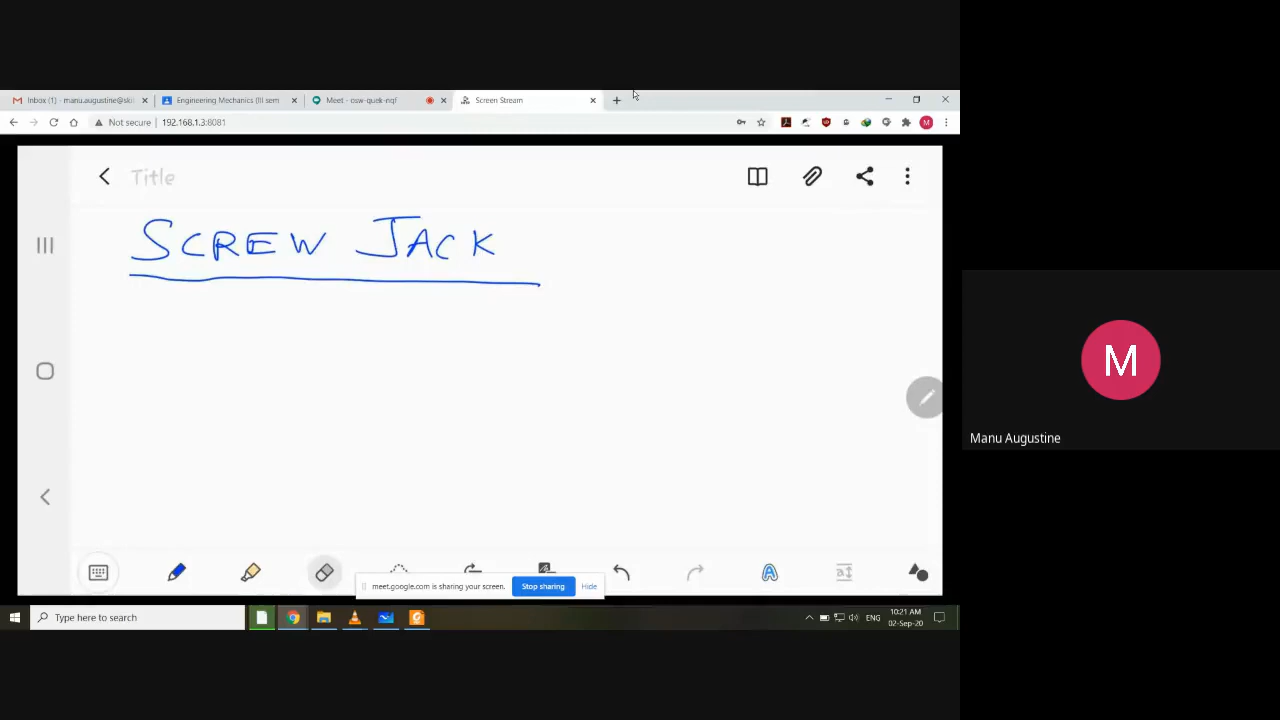 Inbox (1) - manu.augustine@ski
Engineering Mechanics (III sem
Meet - osw-quek-nqf
Screen Stream
Not secure
192.168.1.3:8081
Title
SCREW JACK
M
Manu Augustine
meet.google.com is sharing your screen.
Stop sharing
Hide
Type here to search
ENG
10:21 AM
02-Sep-20